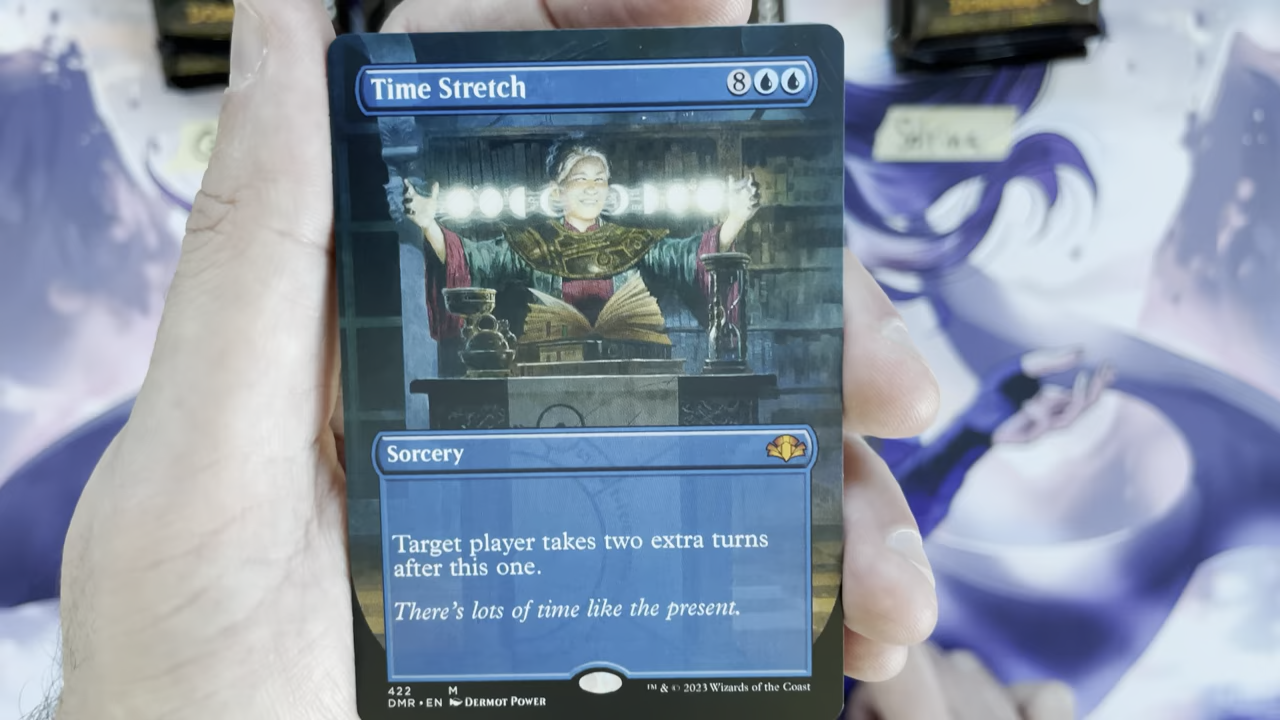 Time Stretch 8
Sorcery
Target player takes two extra turns
after this one.
There's lots of time like the present.
422 M
DMR • EN DERMOT POWER
™ & © 2023 Wizards of the Coast